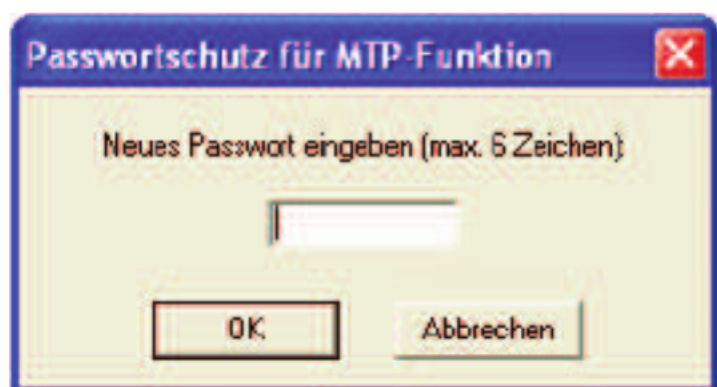 Passwortschutz für MTP-Funktion
Neues Passwort eingeben (max. 6 Zeichen):
OK
Abbrechen